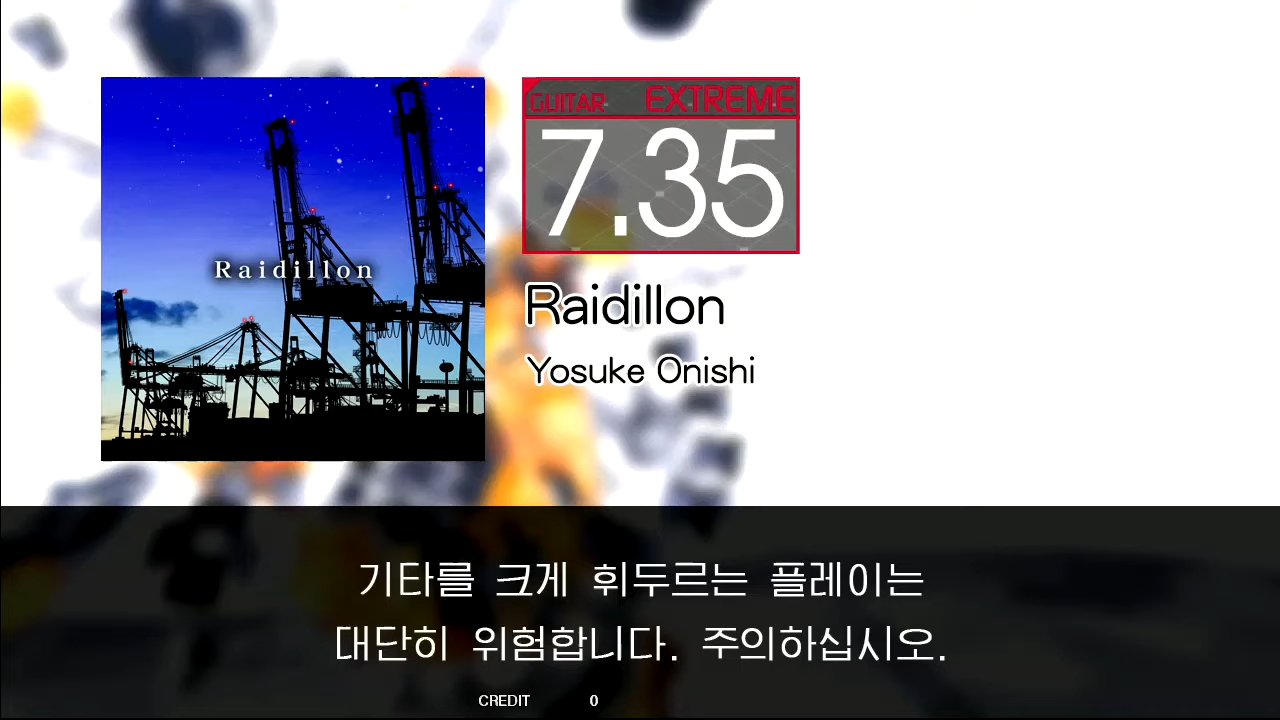 Raidillon
GUITAR EXTREME
7.35
Raidillon
Yosuke Onishi
기타를 크게 휘두르는 플레이는
대단히 위험합니다. 주의하십시오.
CREDIT 0